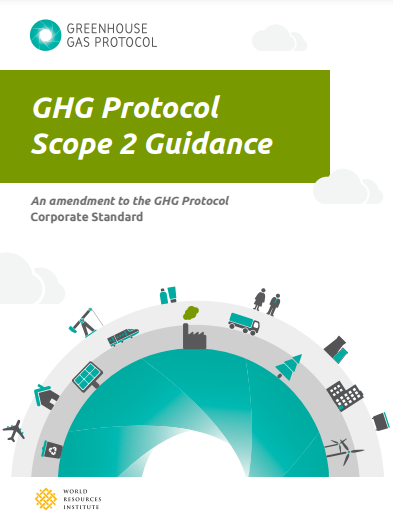 GREENHOUSE
GAS PROTOCOL
GHG Protocol
Scope 2 Guidance
An amendment to the GHG Protocol
Corporate Standard
WORLD
RESOURCES
INSTITUTE